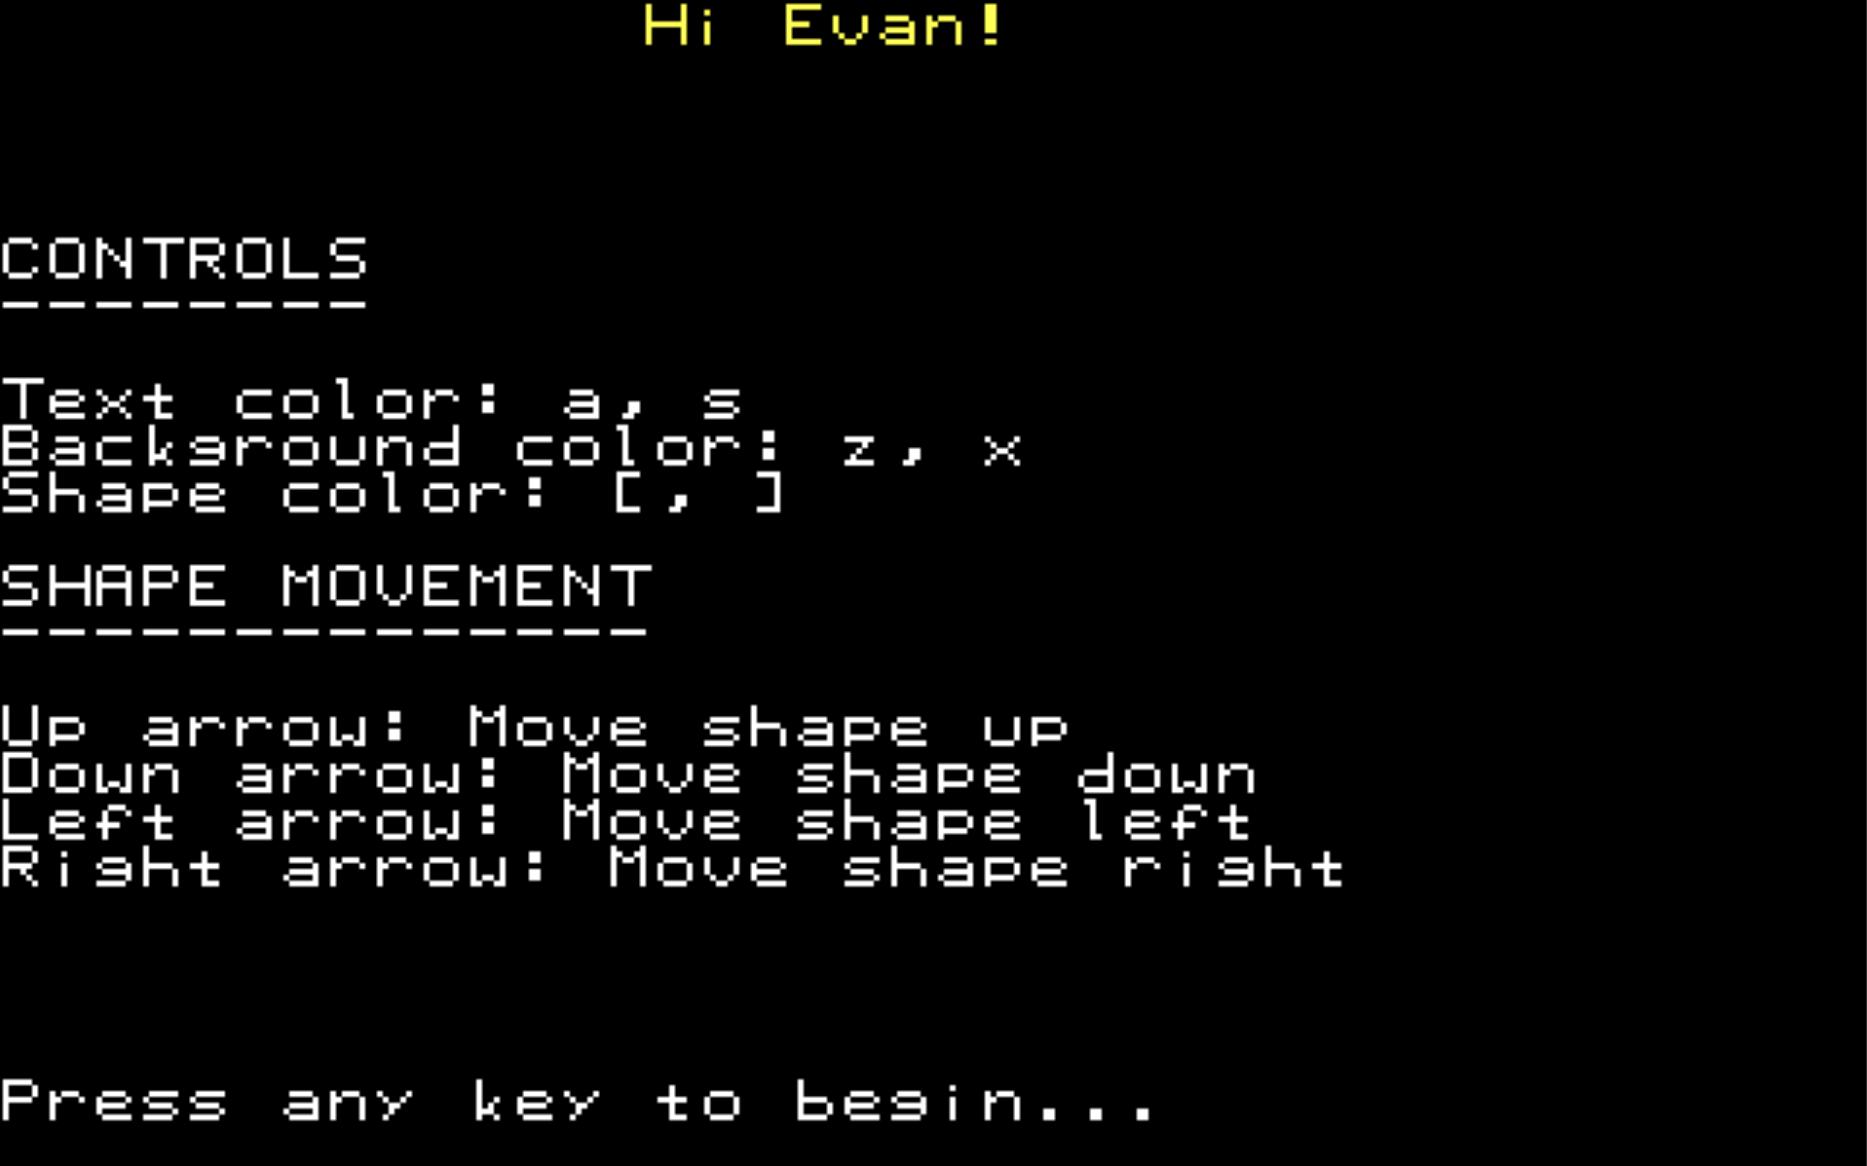 Hi Evan!
CONTROLS
--------
Text color: a, s
Background color: z, x
Shape color: [, ]
SHAPE MOVEMENT
--------------
Up arrow: Move shape up
Down arrow: Move shape down
Left arrow: Move shape left
Right arrow: Move shape right
Press any key to begin...